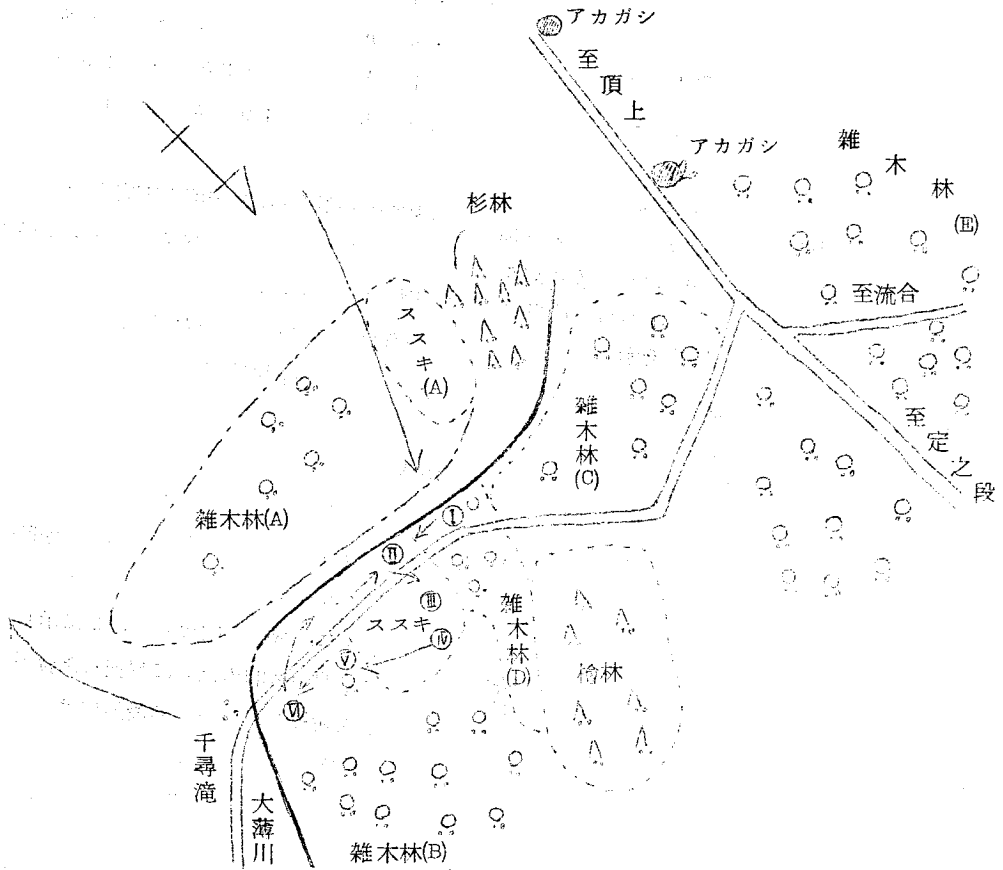 アカガシ
至頂上
アカガシ
雑木林(E)
杉林
至流合
ススキ(A)
雑木林(C)
至定之段
雑木林(A)
Ⅰ
Ⅱ
Ⅲ
ススキ
Ⅳ
Ⅴ
雑木林(D)
檜林
Ⅵ
千尋滝
大薄川
雑木林(B)